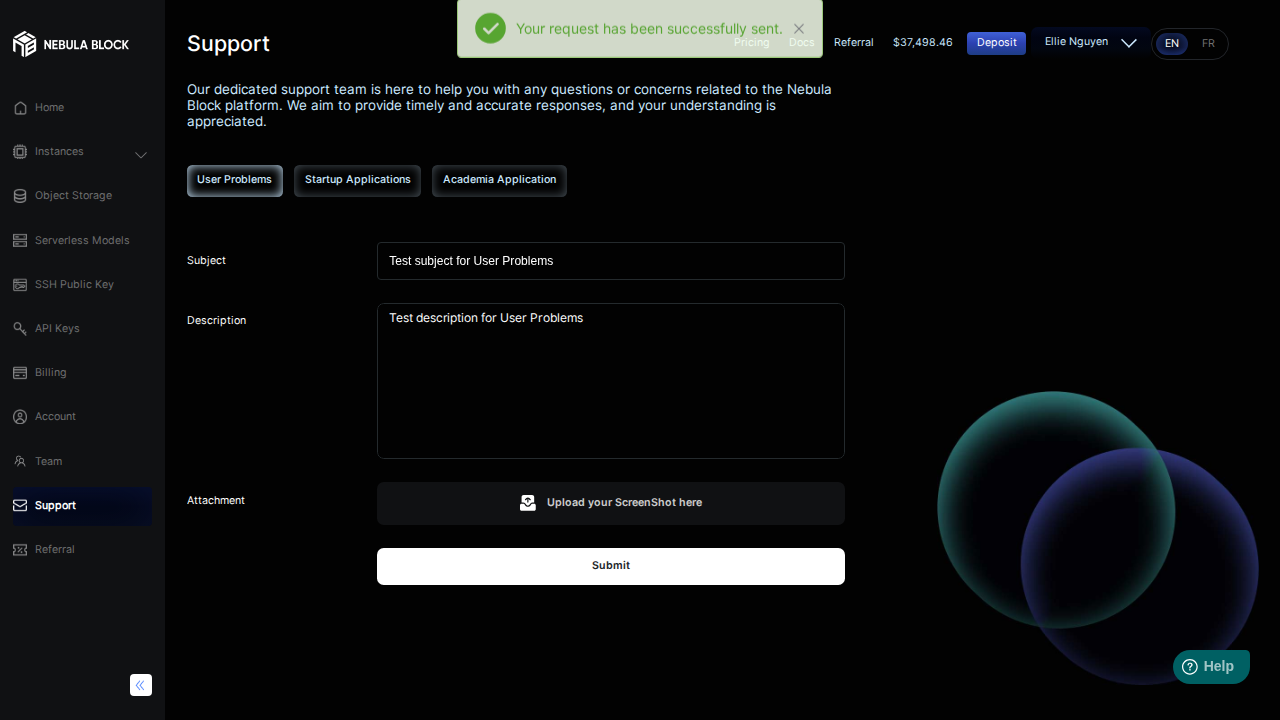 NEBULA BLOCK
Home
Instances
Object Storage
Serverless Models
SSH Public Key
API Keys
Billing
Account
Team
Support
Referral
Support
Your request has been successfully sent.
Pricing
Docs
Referral
$37,498.46
Deposit
Ellie Nguyen
EN
FR
Our dedicated support team is here to help you with any questions or concerns related to the Nebula
Block platform. We aim to provide timely and accurate responses, and your understanding is
appreciated.
User Problems
Startup Applications
Academia Application
Subject
Test subject for User Problems
Description
Test description for User Problems
Attachment
Upload your ScreenShot here
Submit
Help